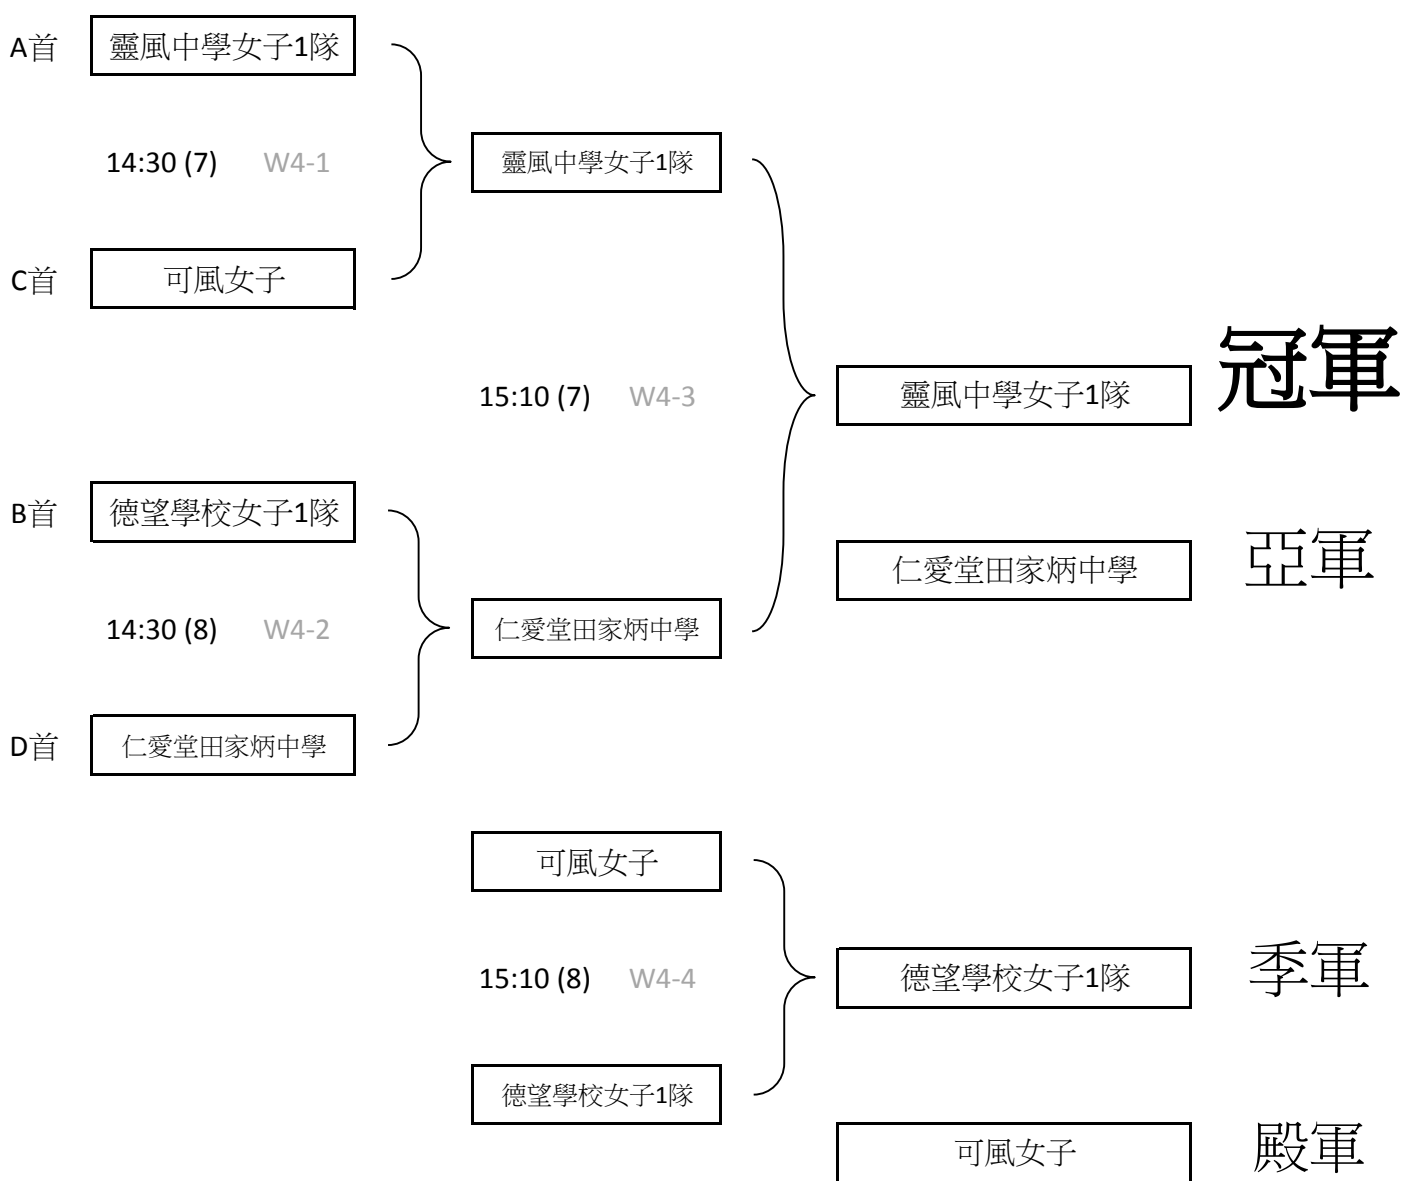 A首 靈風中學女子1隊
14:30 (7) W4-1
靈風中學女子1隊
C首 可風女子
15:10 (7) W4-3
靈風中學女子1隊 冠軍
B首 德望學校女子1隊
仁愛堂田家炳中學 亞軍
14:30 (8) W4-2
仁愛堂田家炳中學
D首 仁愛堂田家炳中學
可風女子
15:10 (8) W4-4
德望學校女子1隊 季軍
德望學校女子1隊
可風女子 殿軍